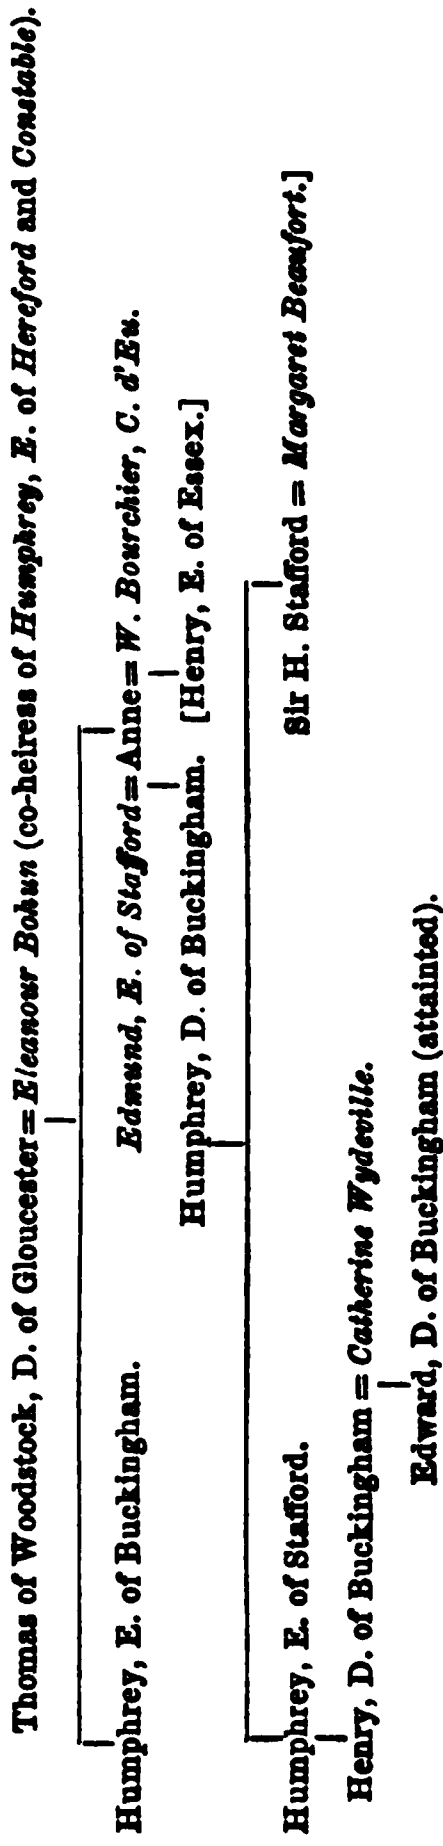 Thomas of Woodstock, D. of Gloucester = Eleanour Bohun (co-heiress of Humphrey, E. of Hereford and Constable).
Humphrey, E. of Buckingham. Edmund, E. of Stafford = Anne = W. Bourchier, C. d'Eu.
Humphrey, D. of Buckingham. [Henry, E. of Essex.]
Humphrey, E. of Stafford. Sir H. Stafford = Margaret Beaufort.]
Henry, D. of Buckingham = Catherine Wydeville.
Edward, D. of Buckingham (attainted).